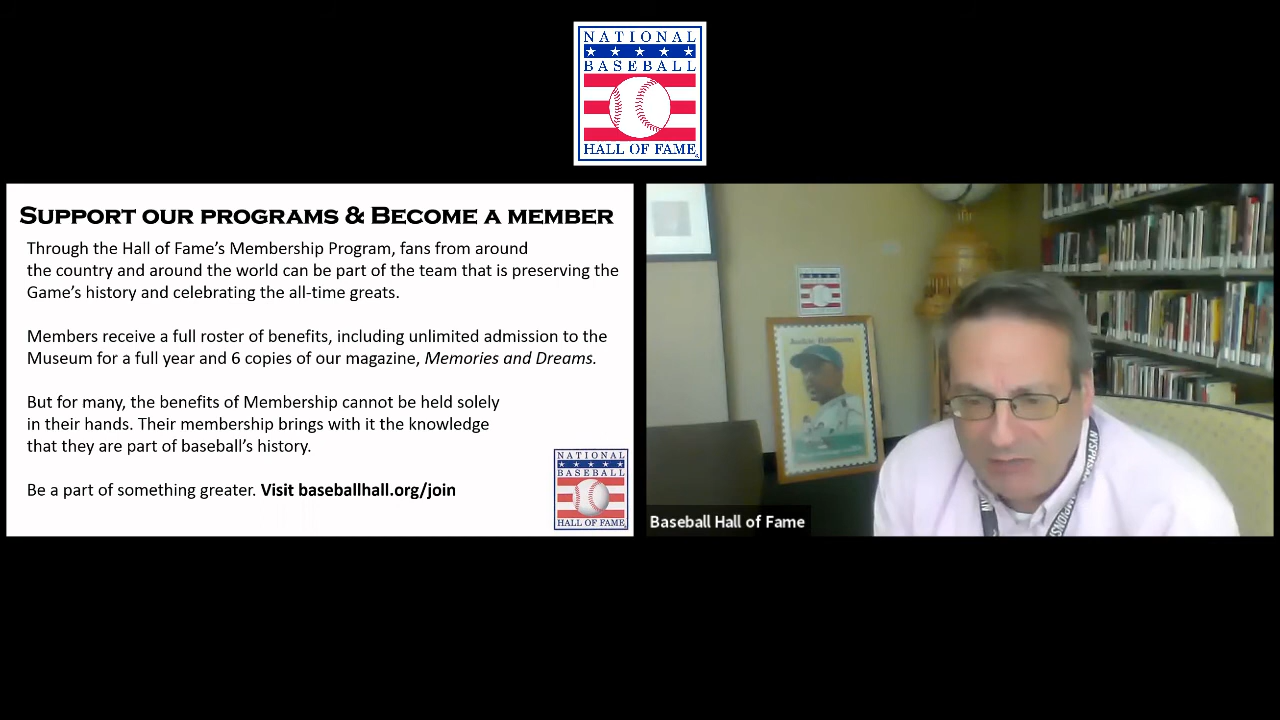 NATIONAL
BASEBALL
HALL OF FAME
SUPPORT OUR PROGRAMS & BECOME A MEMBER
Through the Hall of Fame's Membership Program, fans from around
the country and around the world can be part of the team that is preserving the
Game's history and celebrating the all-time greats.
Members receive a full roster of benefits, including unlimited admission to the
Museum for a full year and 6 copies of our magazine, Memories and Dreams.
But for many, the benefits of Membership cannot be held solely
in their hands. Their membership brings with it the knowledge
that they are part of baseball's history.
Be a part of something greater. Visit baseballhall.org/join
NATIONAL
BASEBALL
HALL OF FAME
Jackie Robinson
NYSPHSAA
Baseball Hall of Fame